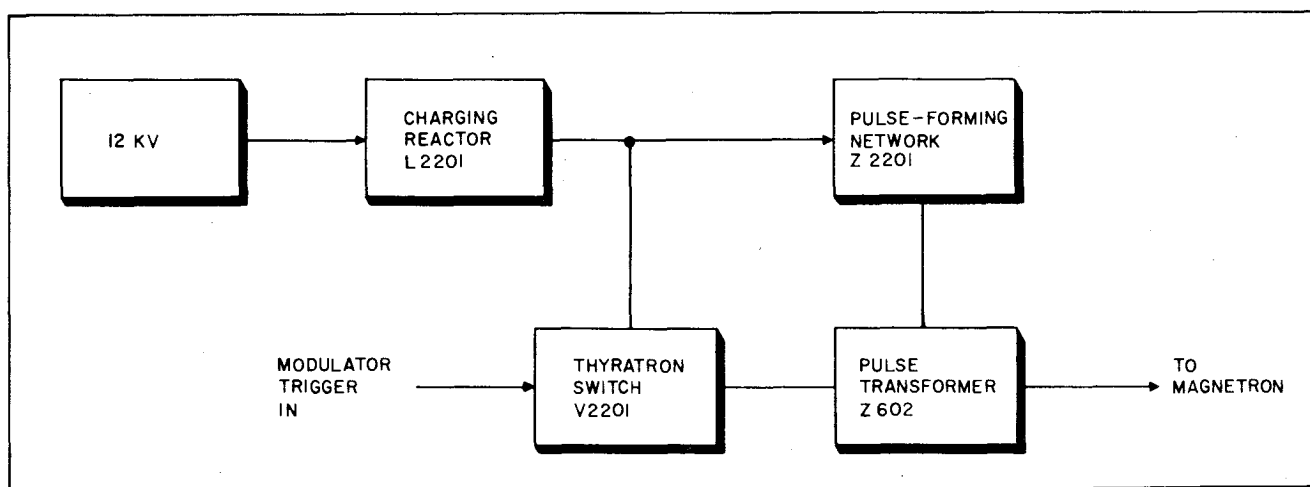 12 KV
CHARGING
REACTOR
L2201
PULSE-FORMING
NETWORK
Z 2201
MODULATOR
TRIGGER
IN
THYRATRON
SWITCH
V2201
PULSE
TRANSFORMER
Z 602
TO
MAGNETRON